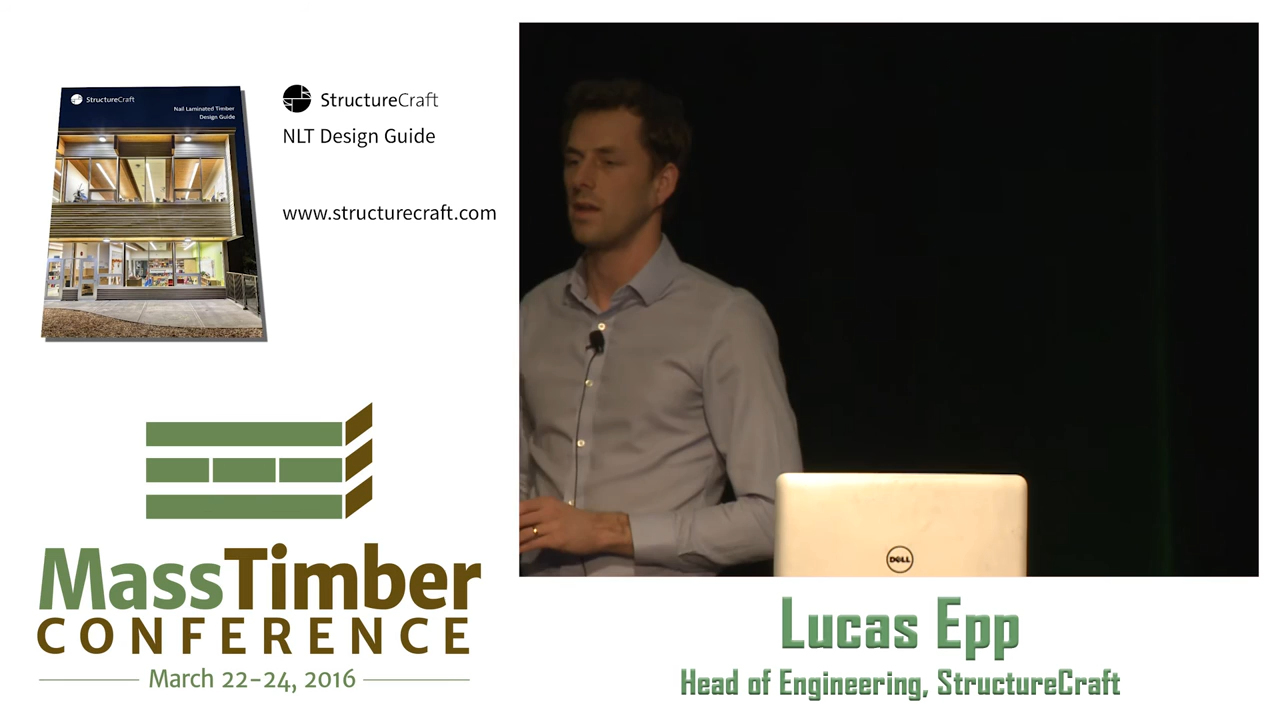 StructureCraft
Nail Laminated Timber
Design Guide
StructureCraft
NLT Design Guide
www.structurecraft.com
MassTimber
CONFERENCE
March 22-24, 2016
DELL
Lucas Epp
Head of Engineering, StructureCraft